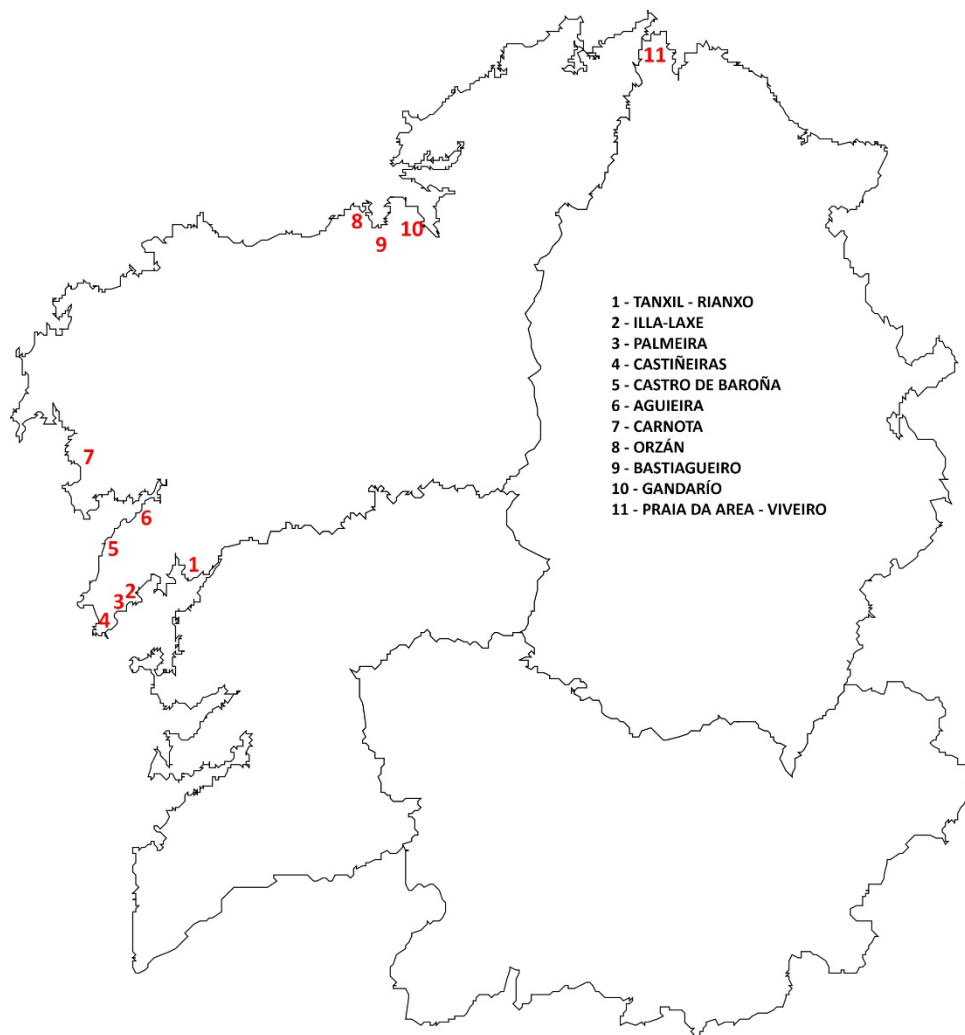 11
8
9
10
1 - TANXIL - RIANXO
2 - ILLA-LAXE
3 - PALMEIRA
4 - CASTIÑEIRAS
5 - CASTRO DE BAROÑA
6 - AGUIEIRA
7 - CARNOTA
8 - ORZÁN
9 - BASTIAGUEIRO
10 - GANDARÍO
11 - PRAIA DA AREA - VIVEIRO
7
6
5
1
2
3
4